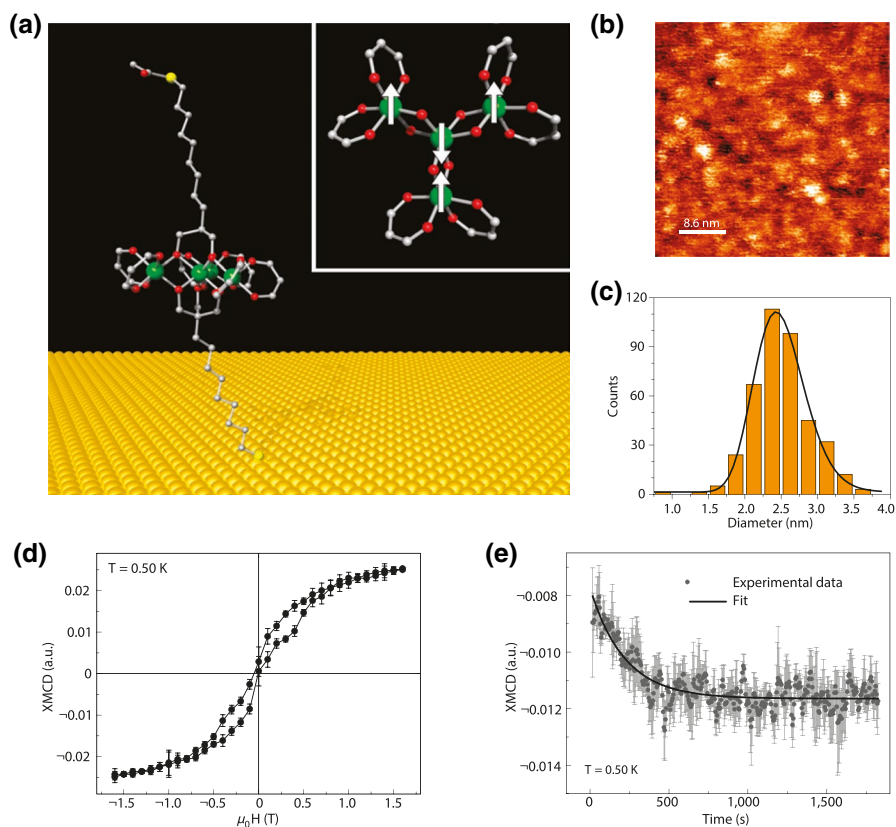 (a)
(b)
8.6 nm
(c)
120
90
60
30
0
Counts
1.0 1.5 2.0 2.5 3.0 3.5 4.0
Diameter (nm)
(d)
T = 0.50 K
0.02
0.01
0
¬0.01
¬0.02
XMCD (a.u.)
¬1.5 ¬1.0 ¬0.5 0 0.5 1.0 1.5
μ₀H (T)
(e)
Experimental data
Fit
¬0.008
¬0.010
¬0.012
¬0.014
XMCD (a.u.)
T = 0.50 K
0 500 1,000 1,500
Time (s)